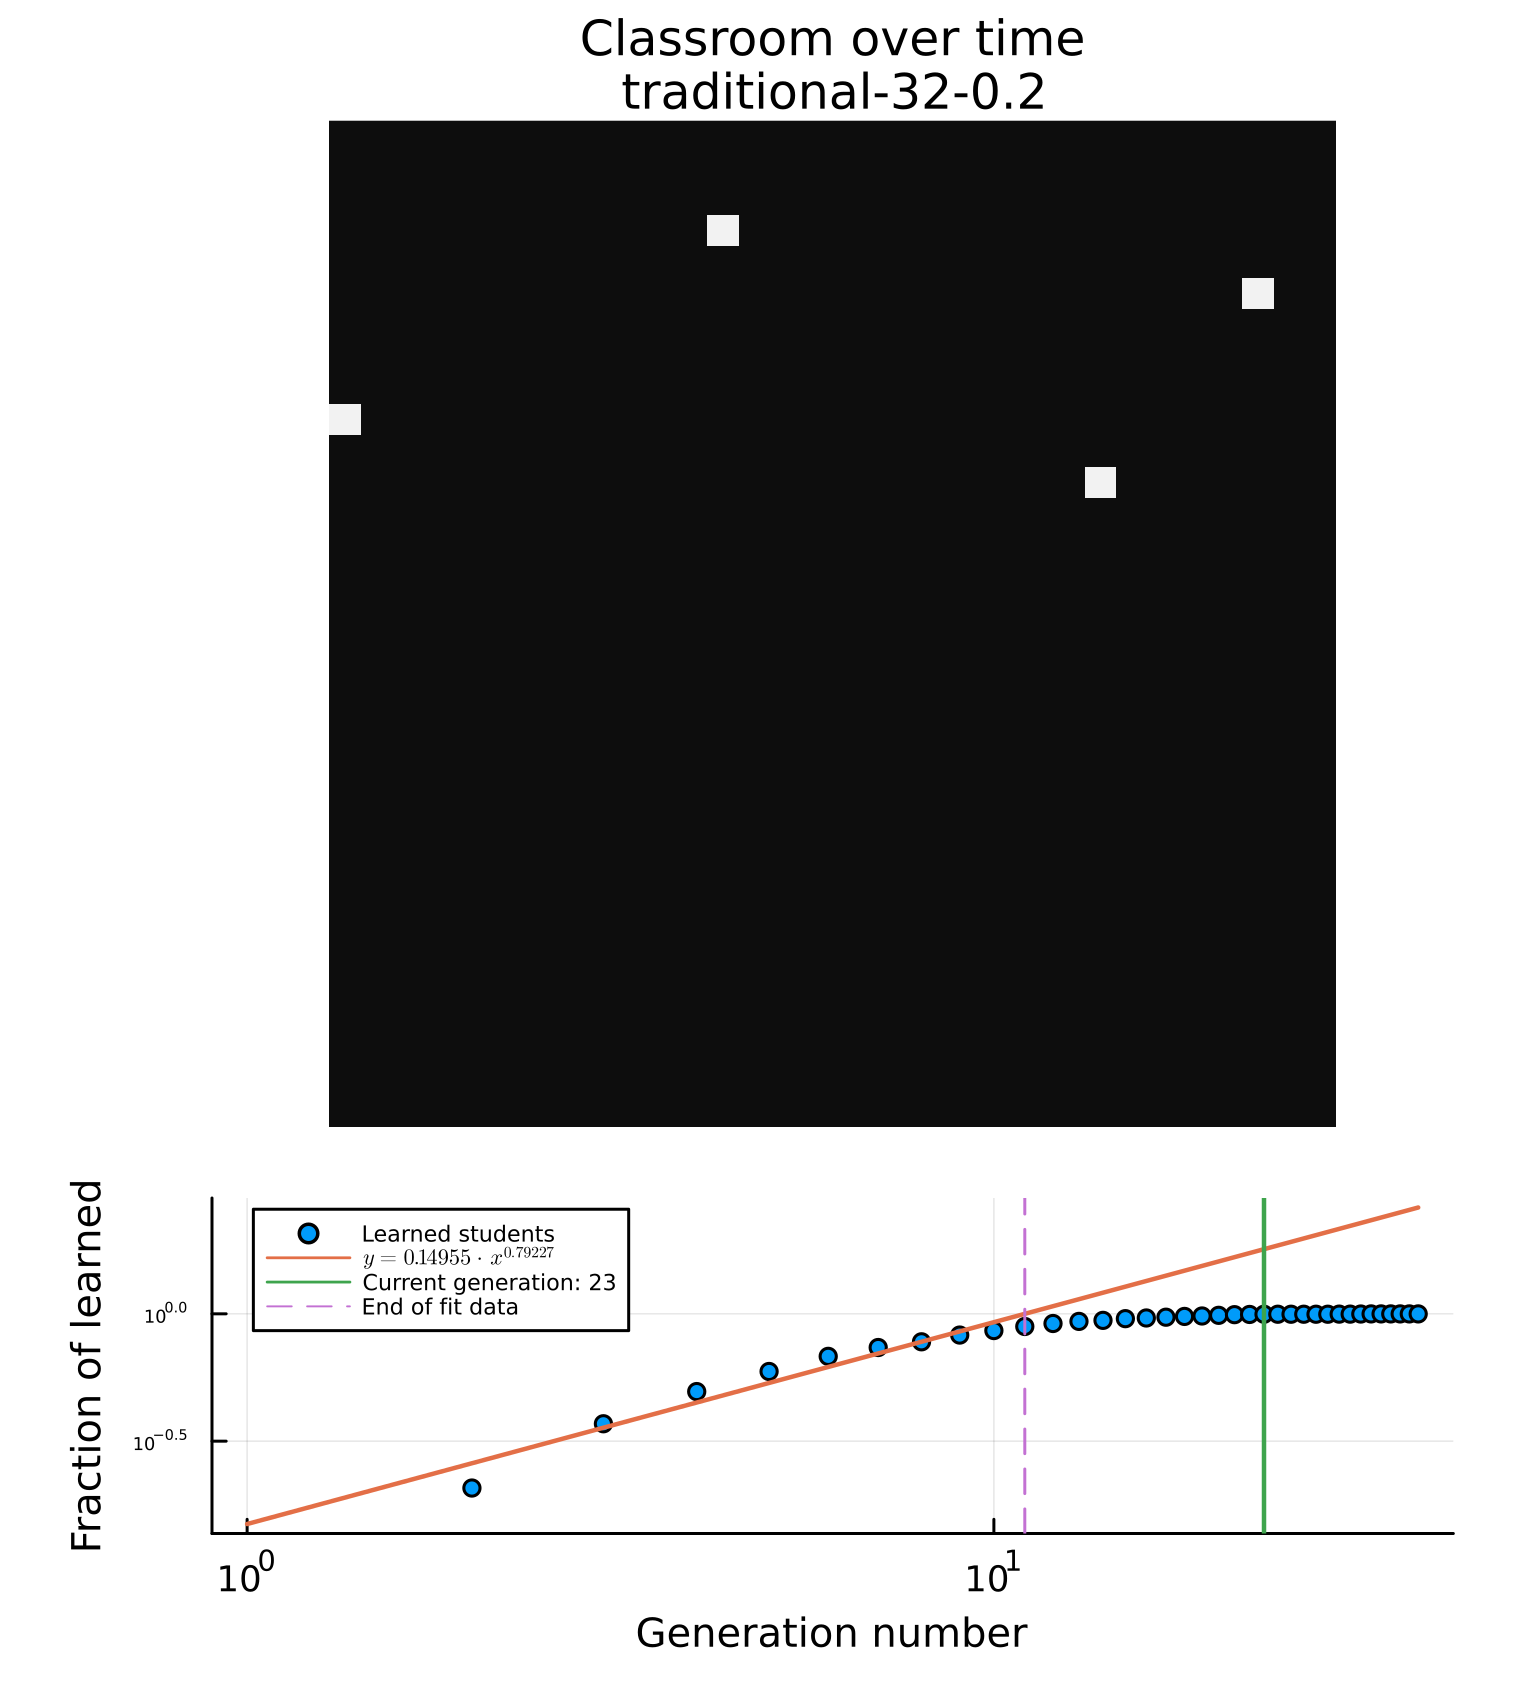 Classroom over time
traditional-32-0.2
Fraction of learned
Learned students
y = 0.14955 · x^0.79227
Current generation: 23
End of fit data
10^0.0
10^−0.5
10^0
10^1
Generation number